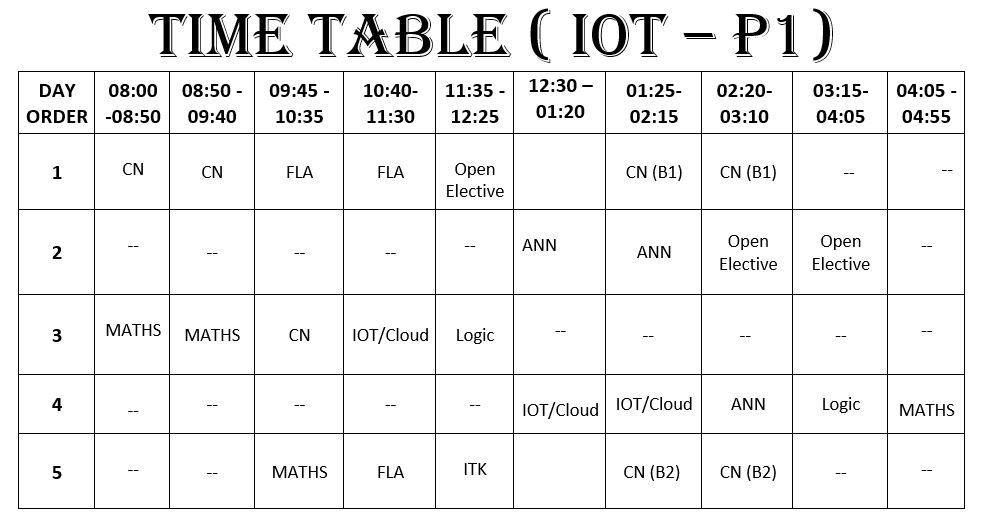 TIME TABLE ( IOT – P1 )
DAY ORDER 08:00 -08:50 08:50 - 09:40 09:45 - 10:35 10:40- 11:30 11:35 - 12:25 12:30 – 01:20 01:25- 02:15 02:20- 03:10 03:15- 04:05 04:05 - 04:55
1 CN CN FLA FLA Open Elective CN (B1) CN (B1) -- --
2 -- -- -- -- -- ANN ANN Open Elective Open Elective --
3 MATHS MATHS CN IOT/Cloud Logic -- -- -- -- --
4 -- -- -- -- -- IOT/Cloud IOT/Cloud ANN Logic MATHS
5 -- -- MATHS FLA ITK CN (B2) CN (B2) -- --